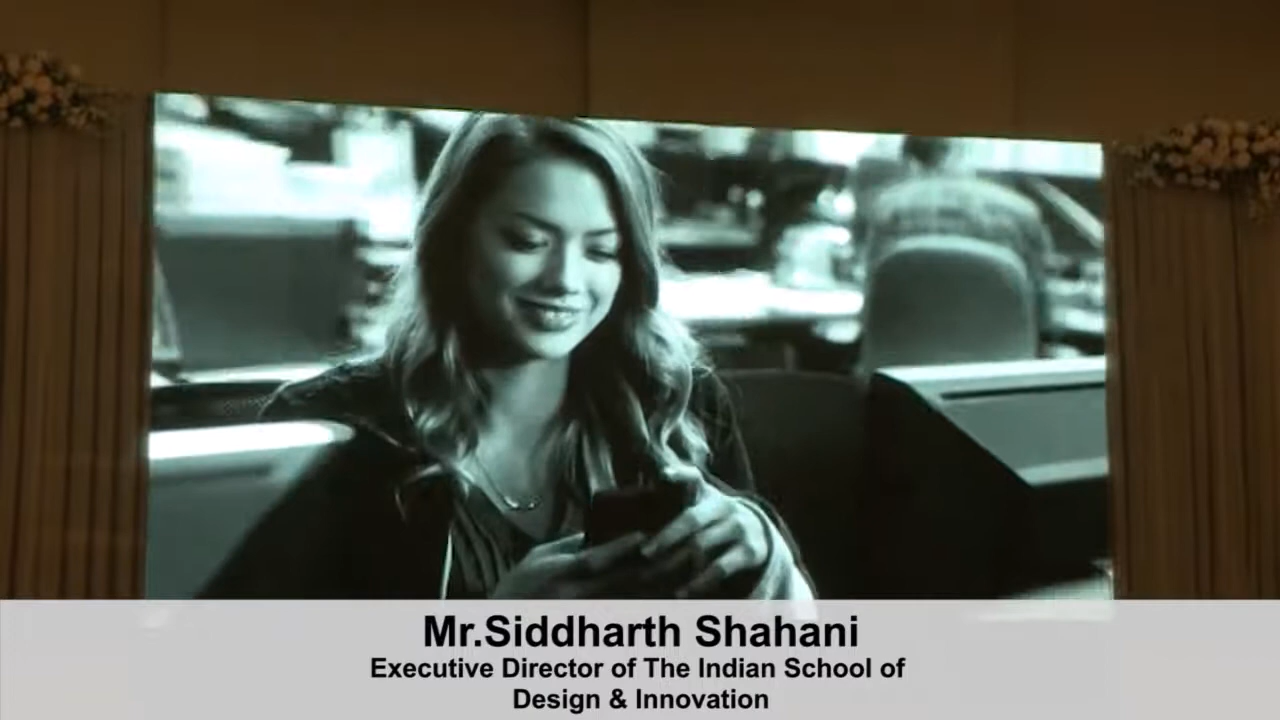 Mr.Siddharth Shahani
Executive Director of The Indian School of
Design & Innovation